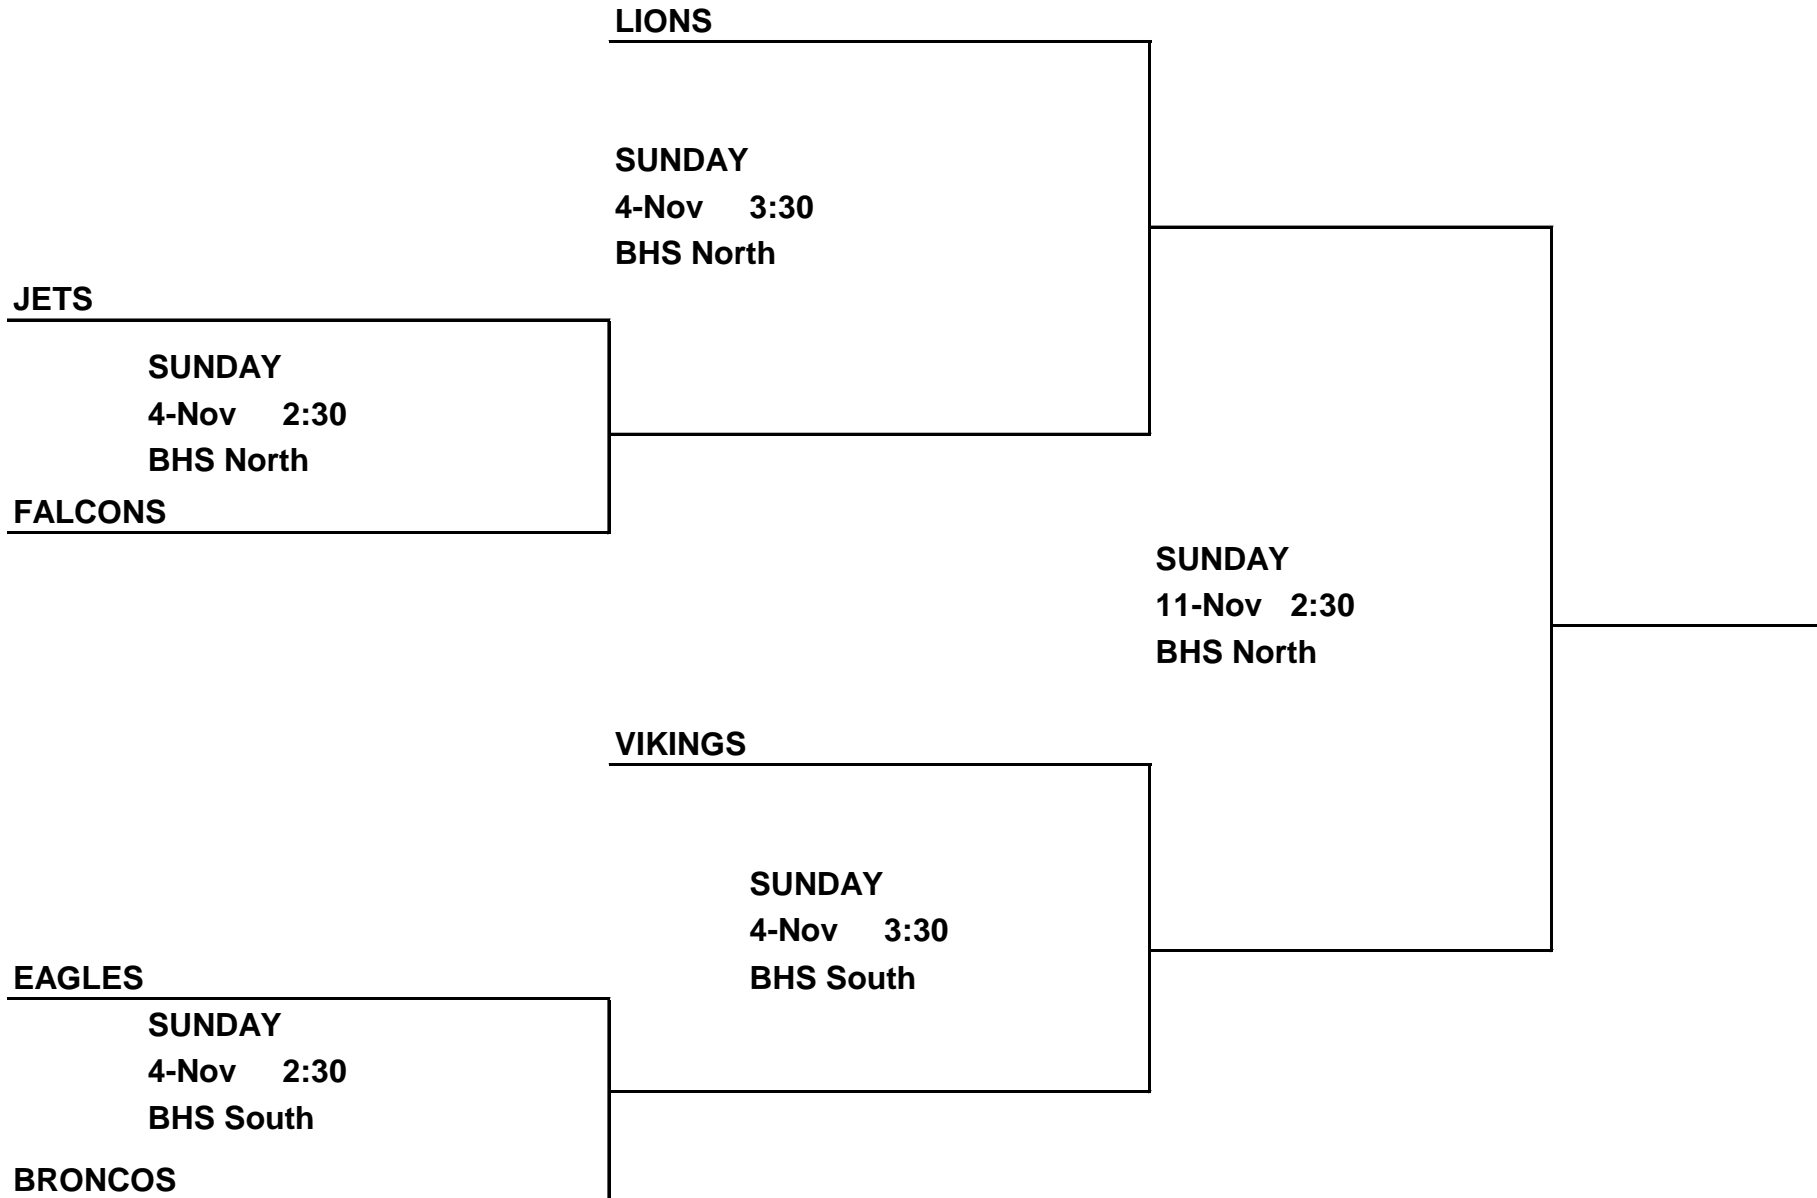 LIONS
SUNDAY
4-Nov 3:30
BHS North
JETS
SUNDAY
4-Nov 2:30
BHS North
FALCONS
SUNDAY
11-Nov 2:30
BHS North
VIKINGS
SUNDAY
4-Nov 3:30
BHS South
EAGLES
SUNDAY
4-Nov 2:30
BHS South
BRONCOS